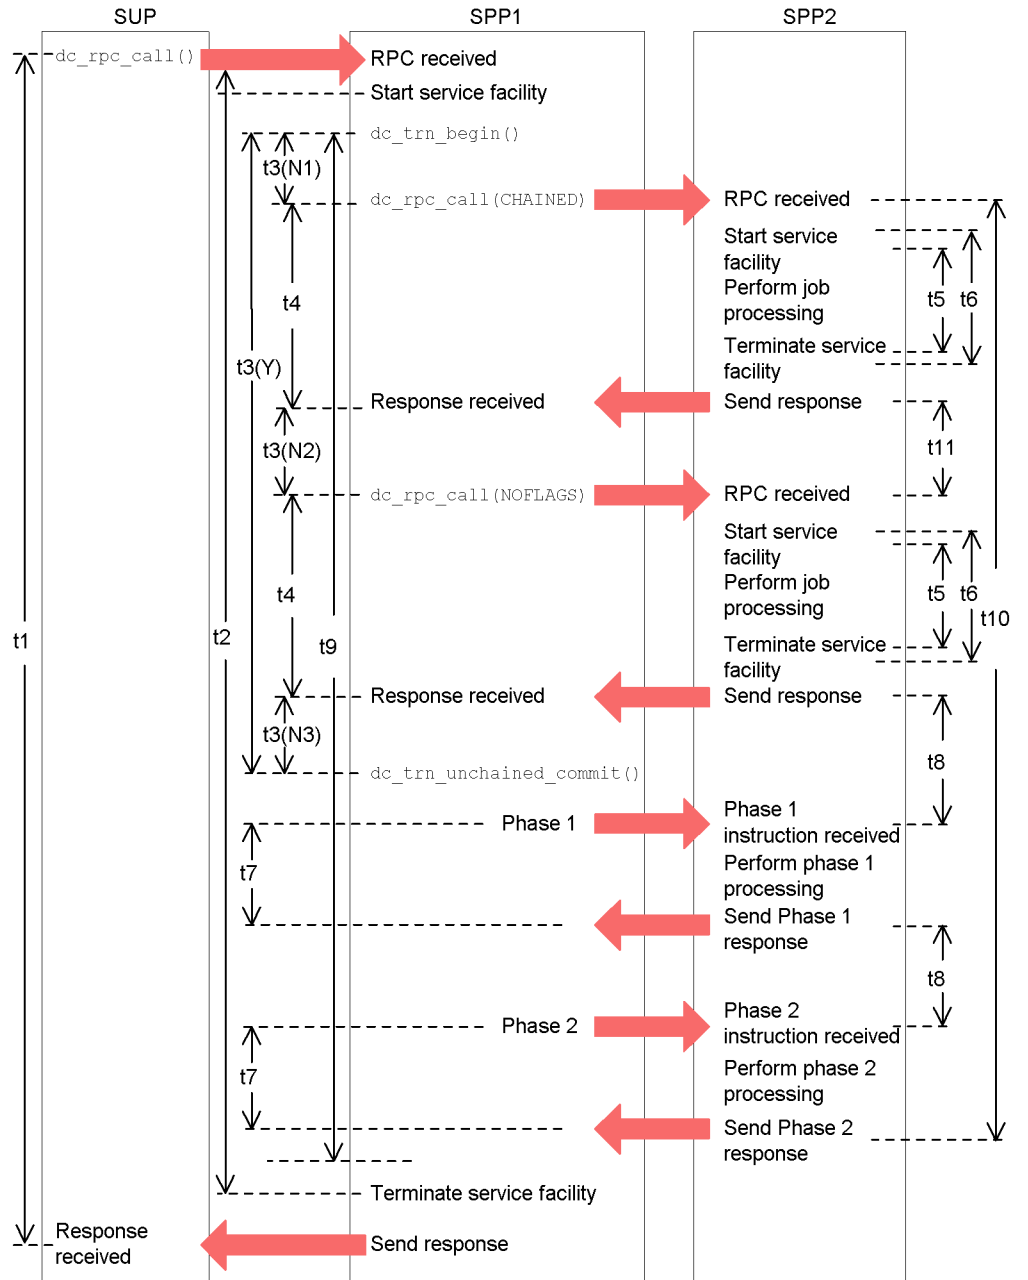 SUP SPP1 SPP2
dc_rpc_call() RPC received
Start service facility
dc_trn_begin()
t3(N1)
dc_rpc_call(CHAINED) RPC received
Start service
facility
Perform job
processing
t4 t5 t6
Terminate service
facility
t3(Y)
Response received Send response
t3(N2) t11
dc_rpc_call(NOFLAGS) RPC received
Start service
facility
Perform job
processing
t4 t5 t6
t10
t1 t2 t9
Terminate service
facility
Response received Send response
t3(N3)
t8
dc_trn_unchained_commit()
Phase 1 Phase 1
instruction received
t7 Perform phase 1
processing
Send Phase 1
response
t8
Phase 2 Phase 2
instruction received
t7 Perform phase 2
processing
Send Phase 2
response
Terminate service facility
Response
received
Send response